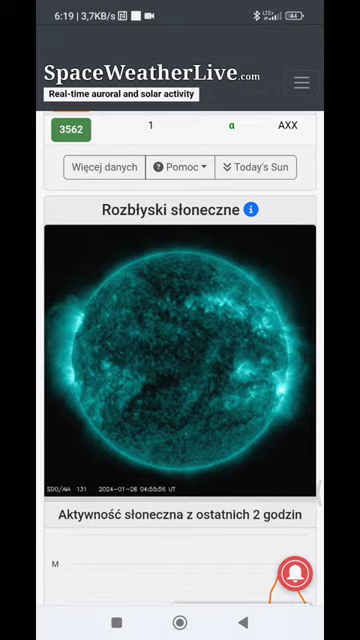 6:19 | 3,7KB/s
SpaceWeatherLive.com
Real-time auroral and solar activity
3562 1 α AXX
Więcej danych Pomoc Today's Sun
Rozbłyski słoneczne
SDO/AIA 131 2024-01-26 04:55:56 UT
Aktywność słoneczna z ostatnich 2 godzin
M